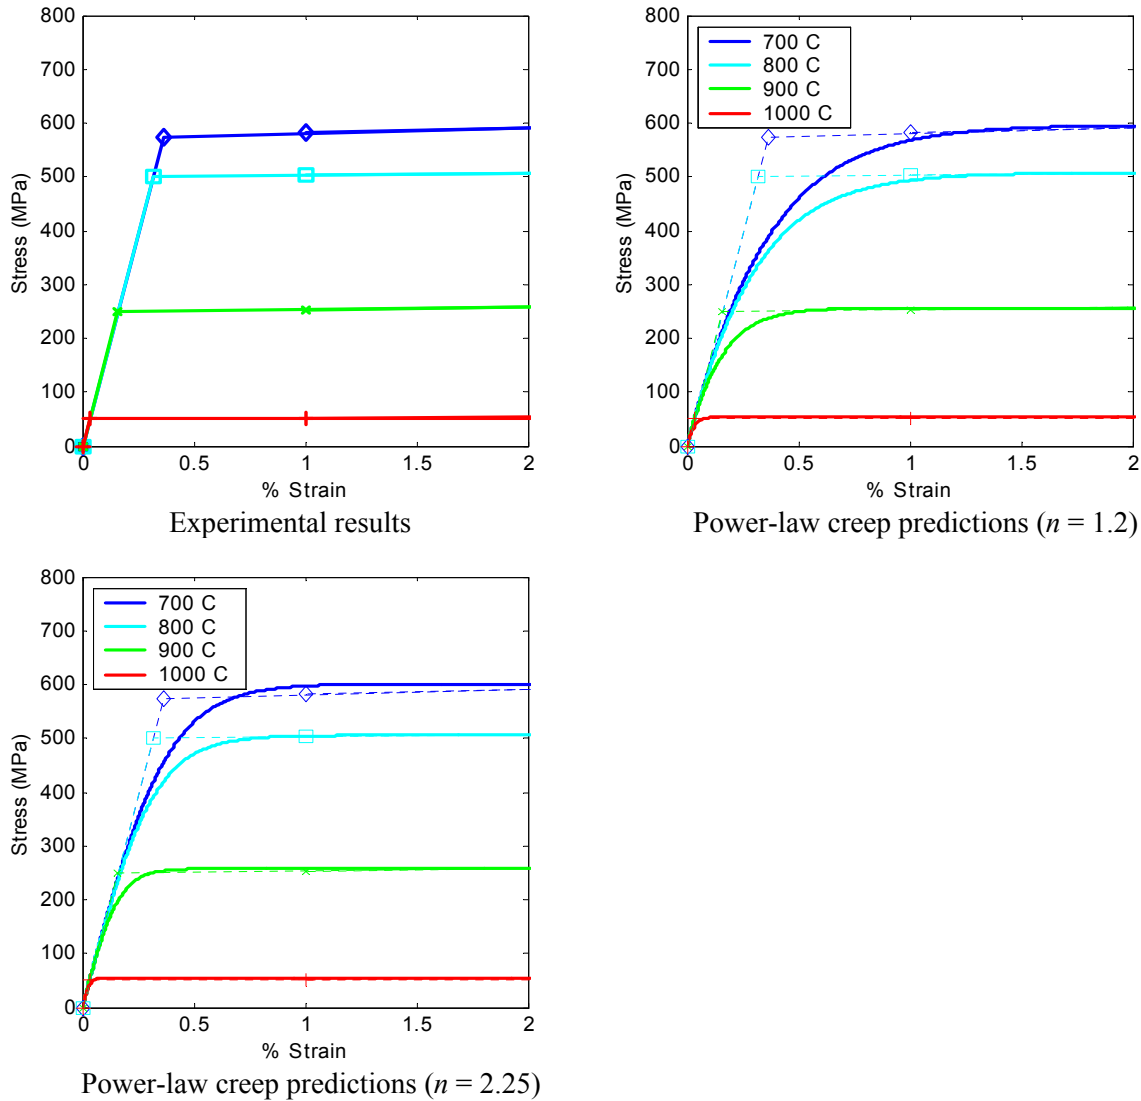 800
700
600
500
400
300
200
100
0
Stress (MPa)
0 0.5 1 1.5 2
% Strain
Experimental results
800
700
600
500
400
300
200
100
0
Stress (MPa)
700 C
800 C
900 C
1000 C
0 0.5 1 1.5 2
% Strain
Power-law creep predictions (n = 1.2)
800
700
600
500
400
300
200
100
0
Stress (MPa)
700 C
800 C
900 C
1000 C
0 0.5 1 1.5 2
% Strain
Power-law creep predictions (n = 2.25)